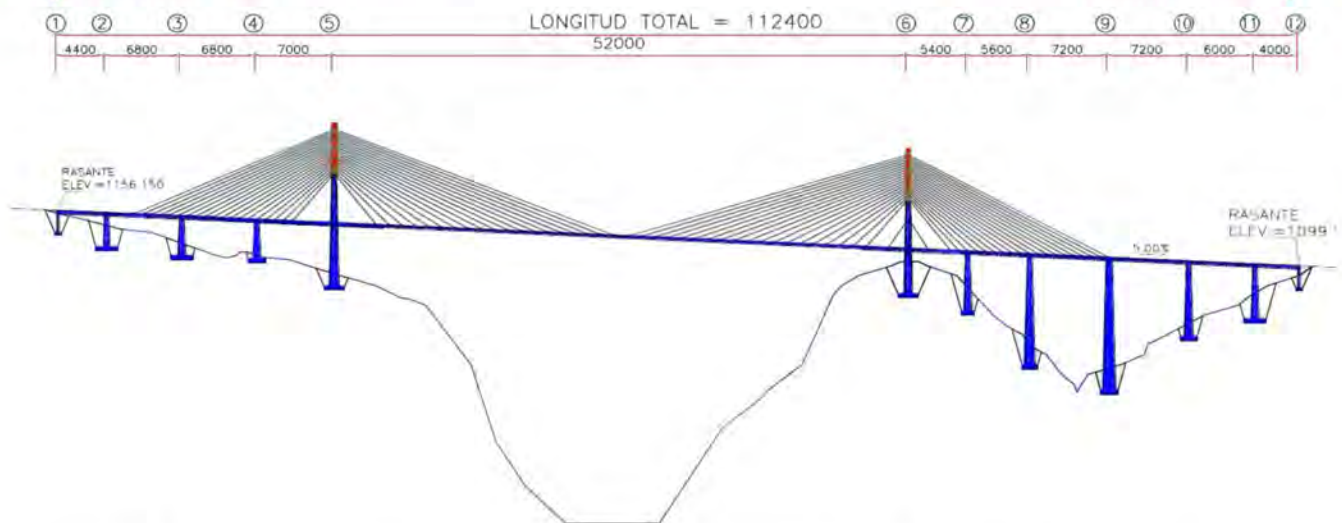 LONGITUD TOTAL = 112400
① ② ③ ④ ⑤ ⑥ ⑦ ⑧ ⑨ ⑩ ⑪ ⑫
4400 6800 6800 7000 52000 5400 5600 7200 7200 6000 4000
RASANTE
ELEV=1156.150
RASANTE
ELEV=1099
5.00%